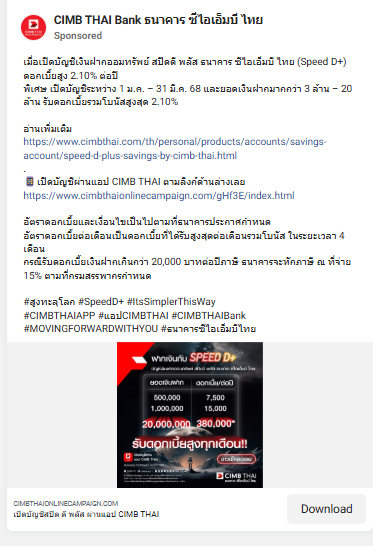 CIMB THAI Bank ธนาคาร ซีไอเอ็มบี ไทย
Sponsored
เมื่อเปิดบัญชีเงินฝากออมทรัพย์ สปีดดี พลัส ธนาคาร ซีไอเอ็มบี ไทย (Speed D+)
ดอกเบี้ยสูง 2.10% ต่อปี
พิเศษ เปิดบัญชีระหว่าง 1 ม.ค. – 31 มี.ค. 68 และยอดเงินฝากมากกว่า 3 ล้าน – 20
ล้าน รับดอกเบี้ยรวมโบนัสสูงสุด 2.10%
อ่านเพิ่มเติม
https://www.cimbthai.com/th/personal/products/accounts/savings-
account/speed-d-plus-savings-by-cimb-thai.html
.
เปิดบัญชีผ่านแอป CIMB THAI ตามลิงก์ด้านล่างเลย
https://www.cimbthaionlinecampaign.com/gHf3E/index.html
อัตราดอกเบี้ยและเงื่อนไขเป็นไปตามที่ธนาคารประกาศกำหนด
อัตราดอกเบี้ยต่อเดือนเป็นดอกเบี้ยที่ได้รับสูงสุดต่อเดือนรวมโบนัส ในระยะเวลา 4
เดือน
กรณีรับดอกเบี้ยเงินฝากเกินกว่า 20,000 บาทต่อปีภาษี ธนาคารจะหักภาษี ณ ที่จ่าย
15% ตามที่กรมสรรพากรกำหนด
#สูงทะลุโลก #SpeedD+ #ItsSimplerThisWay
#CIMBTHAIAPP #แอปCIMBTHAI #CIMBTHAIBank
#MOVINGFORWARDWITHYOU #ธนาคารซีไอเอ็มบีไทย
ฝากเงินกับ SPEED D+
ยอดเงินฝาก ดอกเบี้ย/ต่อปี
500,000 7,500
1,000,000 15,000
20,000,000 380,000*
รับดอกเบี้ยสูงทุกเดือน!!
CIMB THAI
CIMBTHAIONLINECAMPAIGN.COM
เปิดบัญชีสปีด ดี พลัส ผ่านแอป CIMB THAI
Download